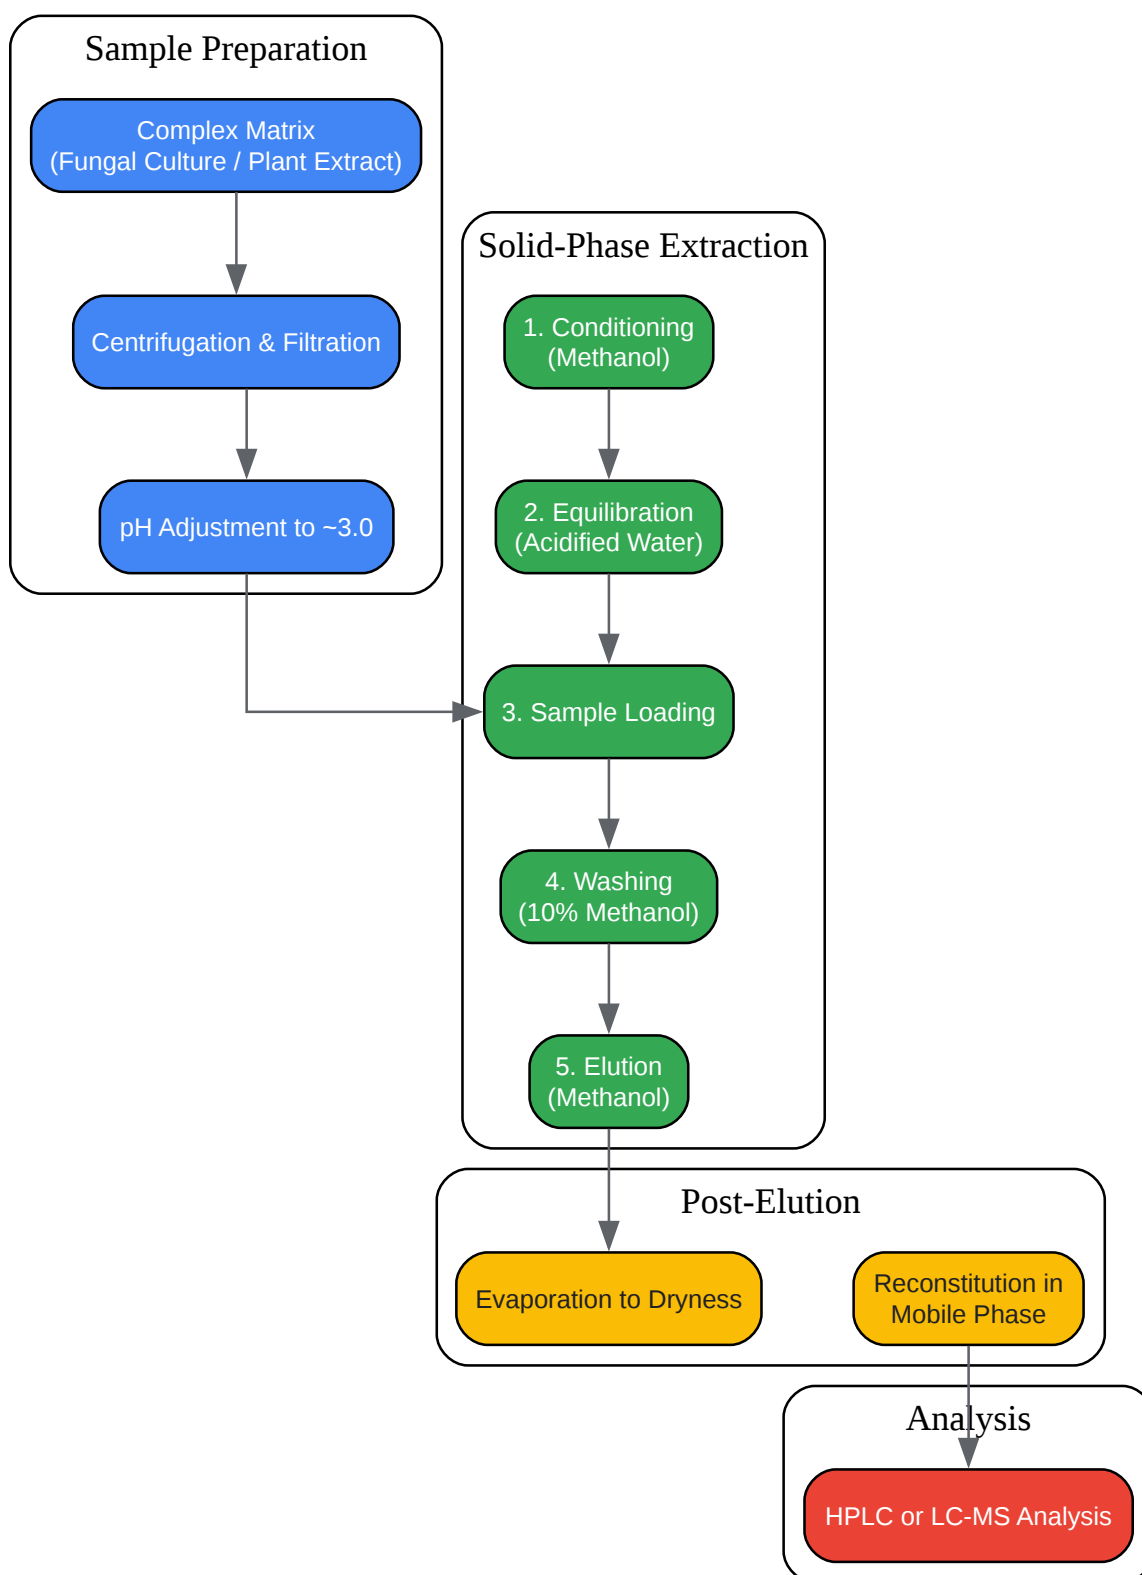 Sample Preparation
Complex Matrix
(Fungal Culture / Plant Extract)
Centrifugation & Filtration
pH Adjustment to ~3.0
Solid-Phase Extraction
1. Conditioning
(Methanol)
2. Equilibration
(Acidified Water)
3. Sample Loading
4. Washing
(10% Methanol)
5. Elution
(Methanol)
Post-Elution
Evaporation to Dryness
Reconstitution in
Mobile Phase
Analysis
HPLC or LC-MS Analysis